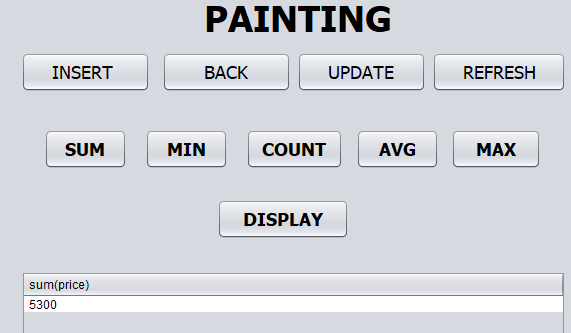 PAINTING
INSERT BACK UPDATE REFRESH
SUM MIN COUNT AVG MAX
DISPLAY
sum(price)
5300